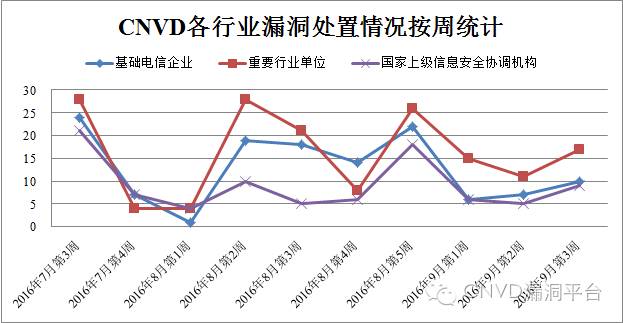 CNVD各行业漏洞处置情况按周统计
基础电信企业 重要行业单位 国家上级信息安全协调机构
30
25
20
15
10
5
0
2016年7月第3周
2016年7月第4周
2016年8月第1周
2016年8月第2周
2016年8月第3周
2016年8月第4周
2016年8月第5周
2016年9月第1周
2016年9月第2周
2016年9月第3周
CNVD漏洞平台